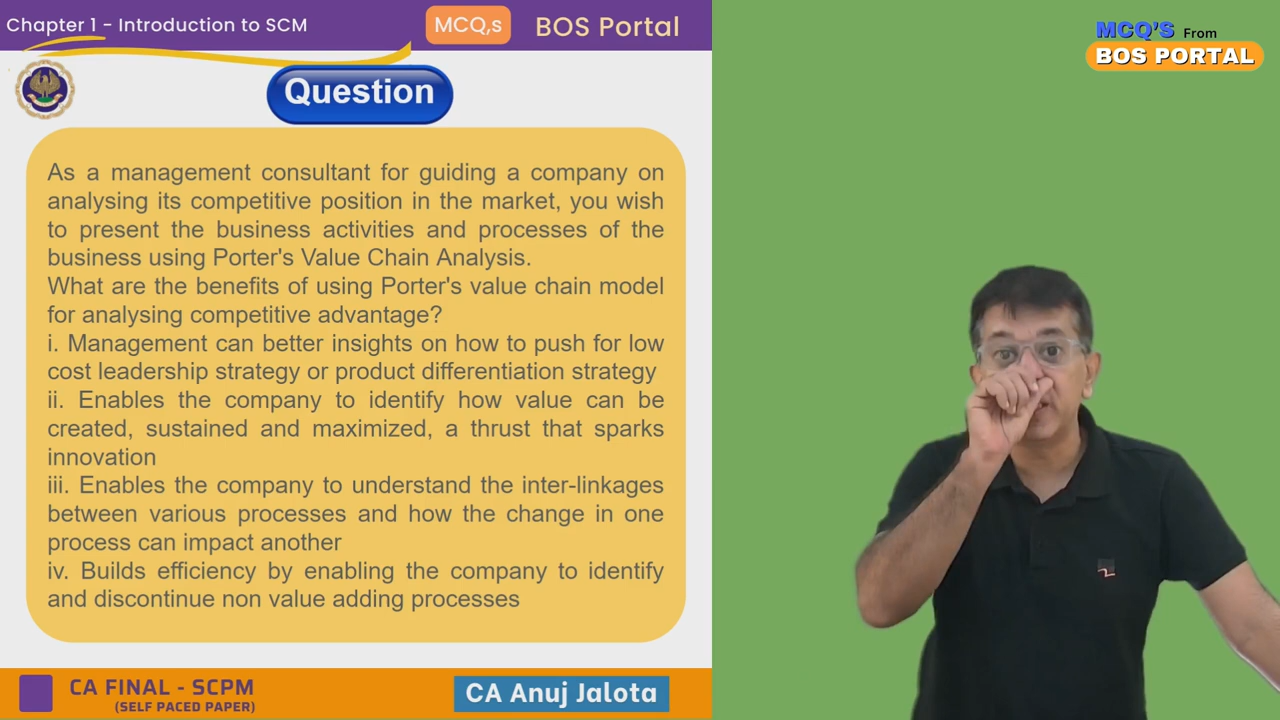 Chapter 1 - Introduction to SCM
MCQ,s
BOS Portal
MCQ'S From
BOS PORTAL
Question
As a management consultant for guiding a company on
analysing its competitive position in the market, you wish
to present the business activities and processes of the
business using Porter's Value Chain Analysis.
What are the benefits of using Porter's value chain model
for analysing competitive advantage?
i. Management can better insights on how to push for low
cost leadership strategy or product differentiation strategy
ii. Enables the company to identify how value can be
created, sustained and maximized, a thrust that sparks
innovation
iii. Enables the company to understand the inter-linkages
between various processes and how the change in one
process can impact another
iv. Builds efficiency by enabling the company to identify
and discontinue non value adding processes
CA FINAL - SCPM
(SELF PACED PAPER)
CA Anuj Jalota